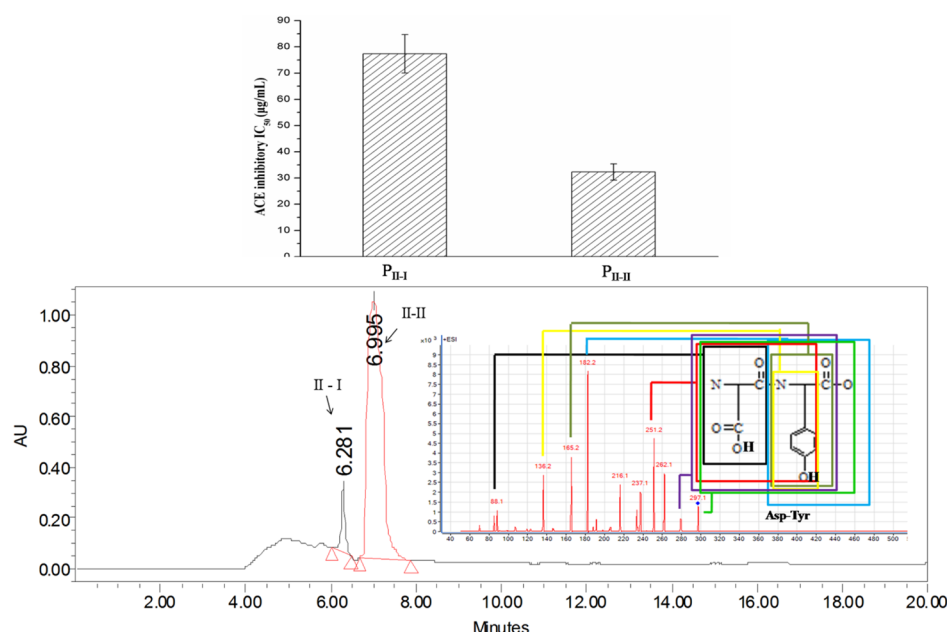 90
80
70
60
50
40
30
20
10
0
ACE inhibitory IC50 (μg/mL)
PII-I
PII-II
1.00
0.80
0.60
0.40
0.20
0.00
AU
II - I
6.281
6.995
II-II
x10 3
+ESI
9
8.5
8
7.5
7
6.5
6
5.5
5
4.5
4
3.5
3
2.5
2
1.5
1
0.5
0
88.1
136.2
165.2
182.2
216.1
237.1
251.2
262.1
297.1
N
O
C
C
O
OH
N
O
C
O
OH
Asp-Tyr
40 60 80 100 120 140 160 180 200 220 240 260 280 300 320 340 360 380 400 420 440 460 480 500
2.00 4.00 6.00 8.00 10.00 12.00 14.00 16.00 18.00 20.00
Minutes